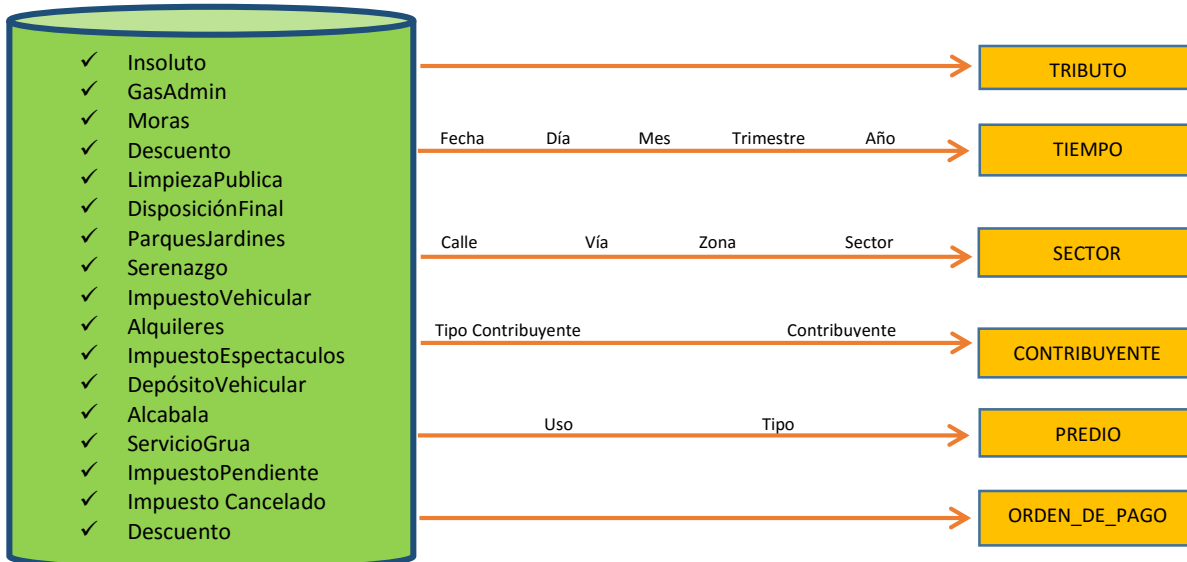 ✓ Insoluto
✓ GasAdmin
✓ Moras
✓ Descuento
✓ LimpiezaPublica
✓ DisposiciónFinal
✓ ParquesJardines
✓ Serenazgo
✓ ImpuestoVehicular
✓ Alquileres
✓ ImpuestoEspectaculos
✓ DepósitoVehicular
✓ Alcabala
✓ ServicioGrua
✓ ImpuestoPendiente
✓ Impuesto Cancelado
✓ Descuento
TRIBUTO
Fecha Día Mes Trimestre Año
TIEMPO
Calle Vía Zona Sector
SECTOR
Tipo Contribuyente Contribuyente
CONTRIBUYENTE
Uso Tipo
PREDIO
ORDEN_DE_PAGO